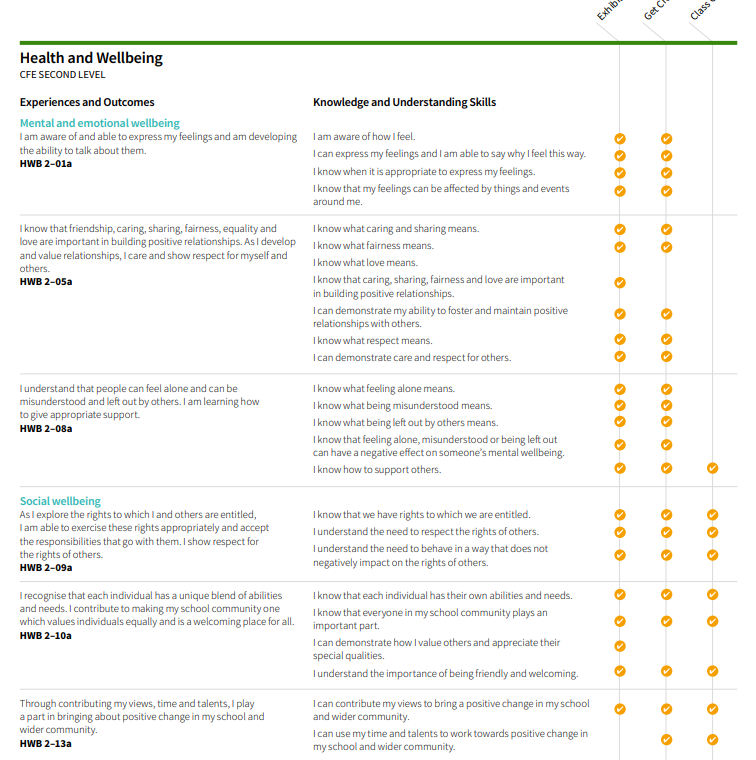 Get
Class
Health and Wellbeing
CFE SECOND LEVEL
Experiences and Outcomes
Knowledge and Understanding Skills
Mental and emotional wellbeing
I am aware of and able to express my feelings and am developing
the ability to talk about them.
HWB 2–01a
I am aware of how I feel.
I can express my feelings and I am able to say why I feel this way.
I know when it is appropriate to express my feelings.
I know that my feelings can be affected by things and events
around me.
I know that friendship, caring, sharing, fairness, equality and
love are important in building positive relationships. As I develop
and value relationships, I care and show respect for myself and
others.
HWB 2–05a
I know what caring and sharing means.
I know what fairness means.
I know what love means.
I know that caring, sharing, fairness and love are important
in building positive relationships.
I can demonstrate my ability to foster and maintain positive
relationships with others.
I know what respect means.
I can demonstrate care and respect for others.
I understand that people can feel alone and can be
misunderstood and left out by others. I am learning how
to give appropriate support.
HWB 2–08a
I know what feeling alone means.
I know what being misunderstood means.
I know what being left out by others means.
I know that feeling alone, misunderstood or being left out
can have a negative effect on someone's mental wellbeing.
I know how to support others.
Social wellbeing
As I explore the rights to which I and others are entitled,
I am able to exercise these rights appropriately and accept
the responsibilities that go with them. I show respect for
the rights of others.
HWB 2–09a
I know that we have rights to which we are entitled.
I understand the need to respect the rights of others.
I understand the need to behave in a way that does not
negatively impact on the rights of others.
I recognise that each individual has a unique blend of abilities
and needs. I contribute to making my school community one
which values individuals equally and is a welcoming place for all.
HWB 2–10a
I know that each individual has their own abilities and needs.
I know that everyone in my school community plays an
important part.
I can demonstrate how I value others and appreciate their
special qualities.
I understand the importance of being friendly and welcoming.
Through contributing my views, time and talents, I play
a part in bringing about positive change in my school and
wider community.
HWB 2–13a
I can contribute my views to bring a positive change in my school
and wider community.
I can use my time and talents to work towards positive change in
my school and wider community.